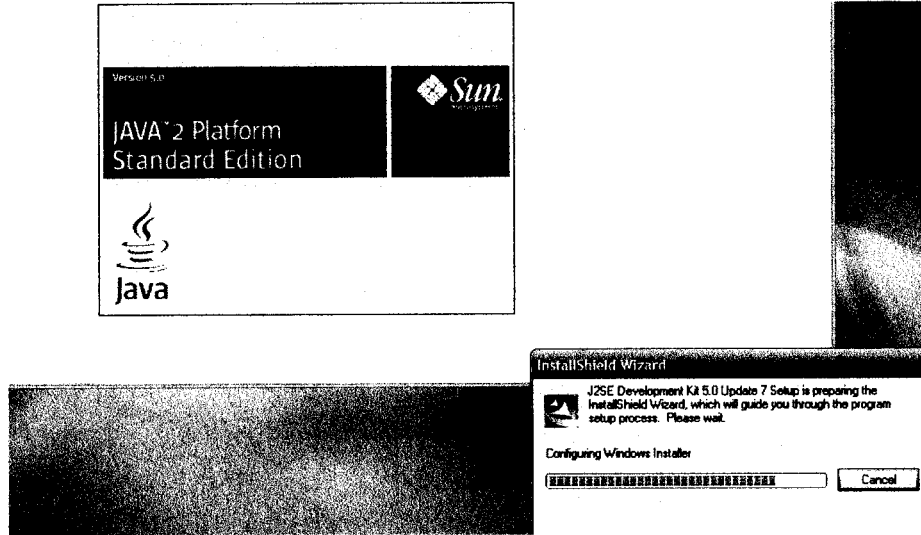 Version 5.0
Sun
microsystems
JAVA™2 Platform
Standard Edition
Java
InstallShield Wizard
J2SE Development Kit 5.0 Update 7 Setup is preparing the
InstallShield Wizard, which will guide you through the program
setup process. Please wait.
Configuring Windows Installer
Cancel